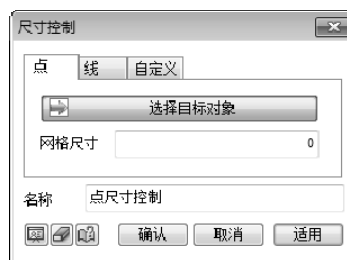 尺寸控制
点 线 自定义
选择目标对象
网格尺寸 0
名称 点尺寸控制
确认 取消 适用